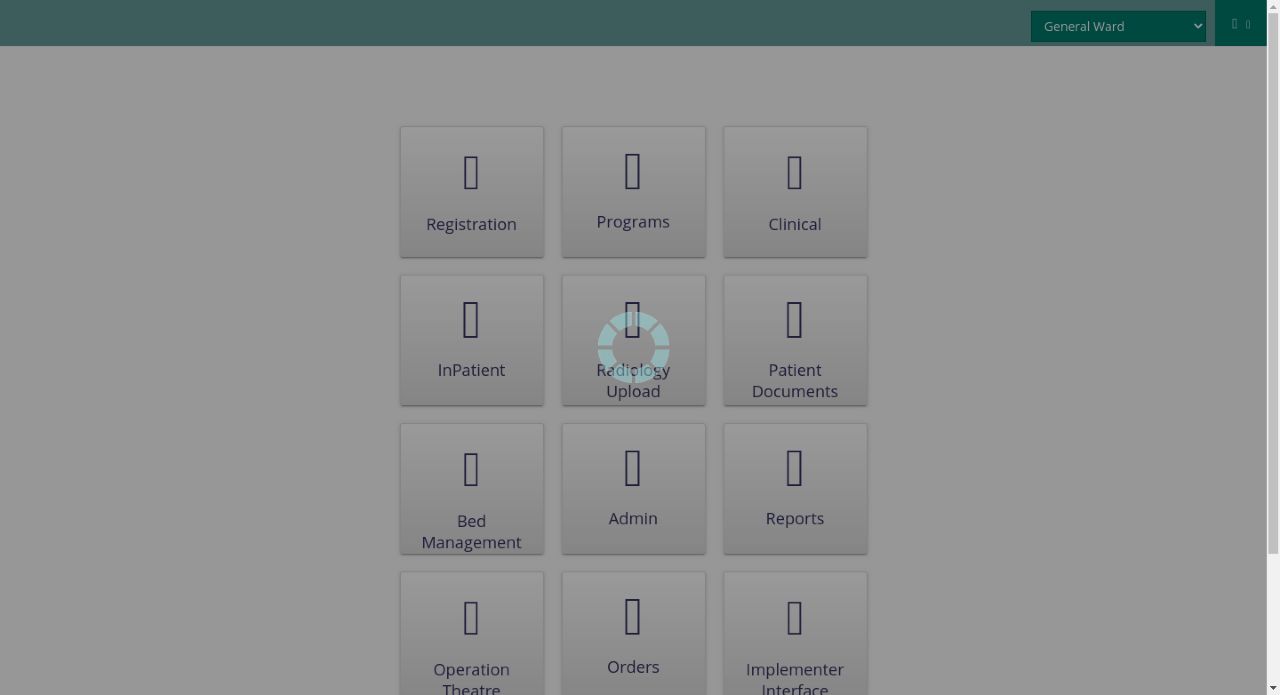 General Ward
Registration
Programs
Clinical
InPatient
Radiology
Upload
Patient
Documents
Bed
Management
Admin
Reports
Operation
Theatre
Orders
Implementer
Interface